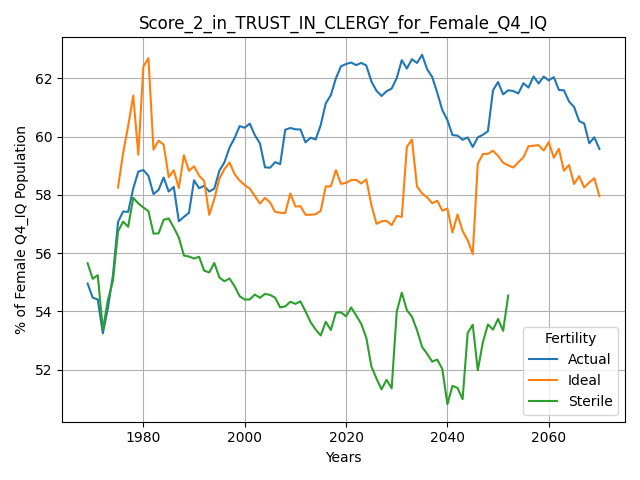 Score_2_in_TRUST_IN_CLERGY_for_Female_Q4_IQ
% of Female Q4_IQ Population
62
60
58
56
54
52
1980
2000
2020
2040
2060
Years
Fertility
Actual
Ideal
Sterile